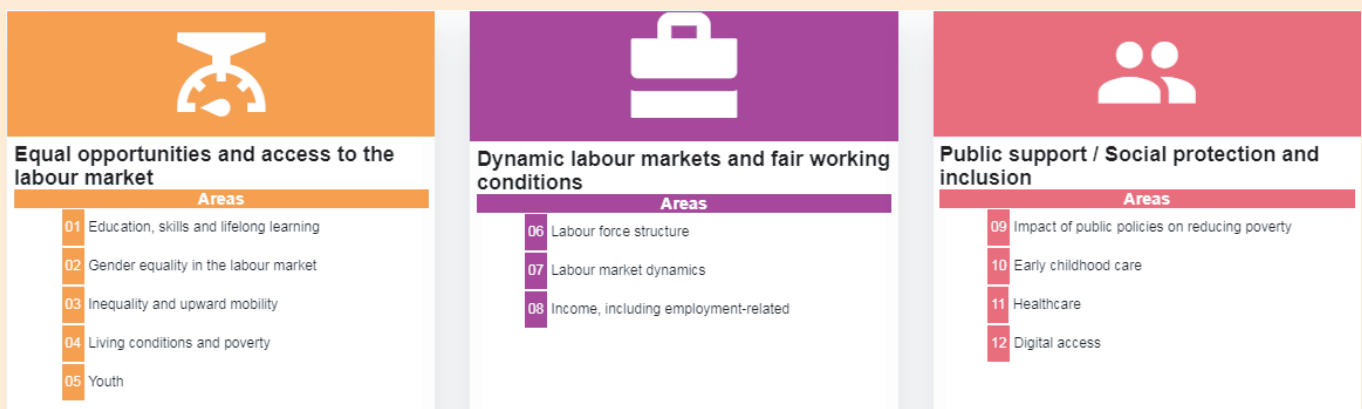 Equal opportunities and access to the
labour market
Areas
01 Education, skills and lifelong learning
02 Gender equality in the labour market
03 Inequality and upward mobility
04 Living conditions and poverty
05 Youth
Dynamic labour markets and fair working
conditions
Areas
06 Labour force structure
07 Labour market dynamics
08 Income, including employment-related
Public support / Social protection and
inclusion
Areas
09 Impact of public policies on reducing poverty
10 Early childhood care
11 Healthcare
12 Digital access